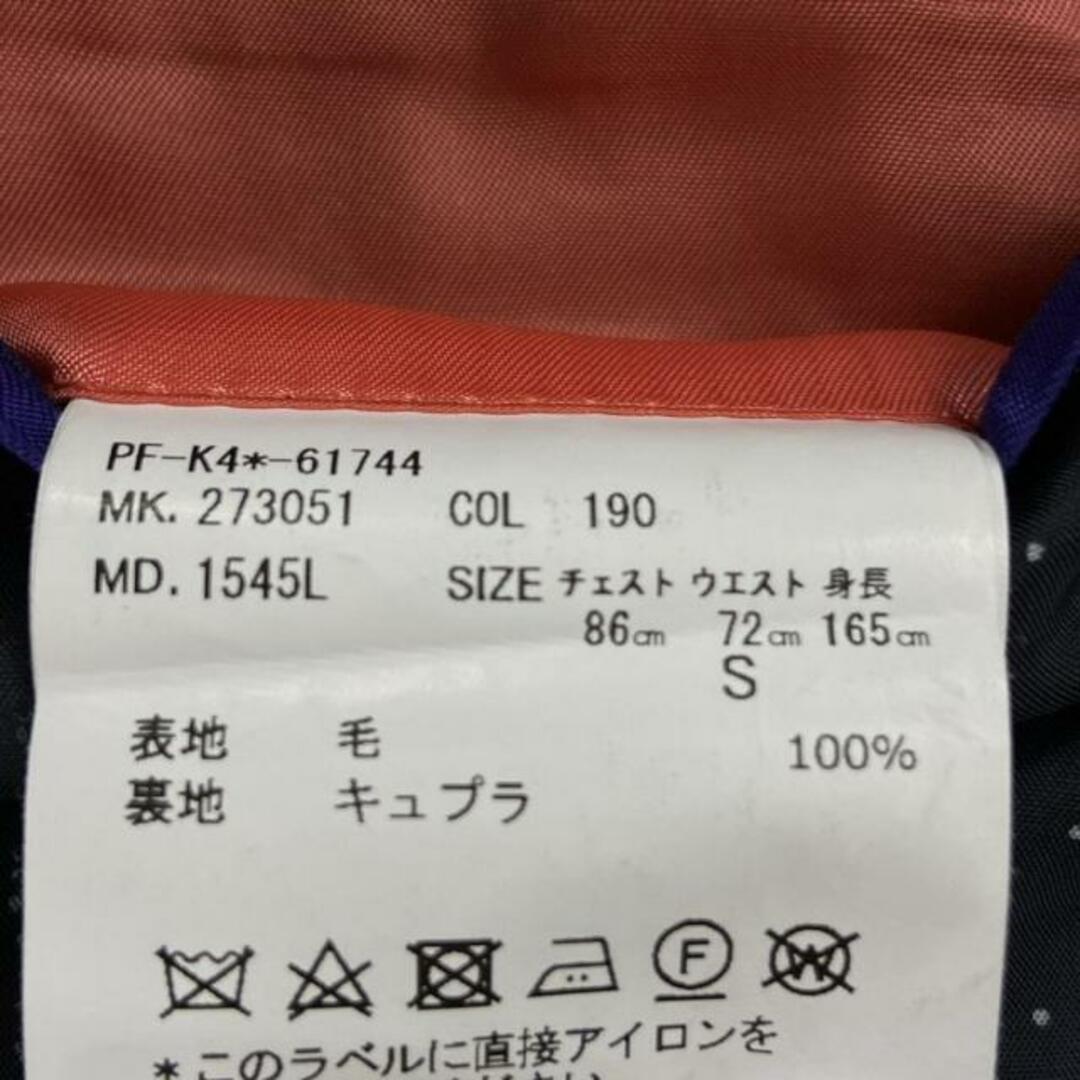 PF-K4*-61744
MK. 273051 COL 190
MD. 1545L SIZE チェスト ウエスト 身長
86㎝ 72㎝ 165㎝
S
表地 毛 100%
裏地 キュプラ
F W
*このラベルに直接アイロンを